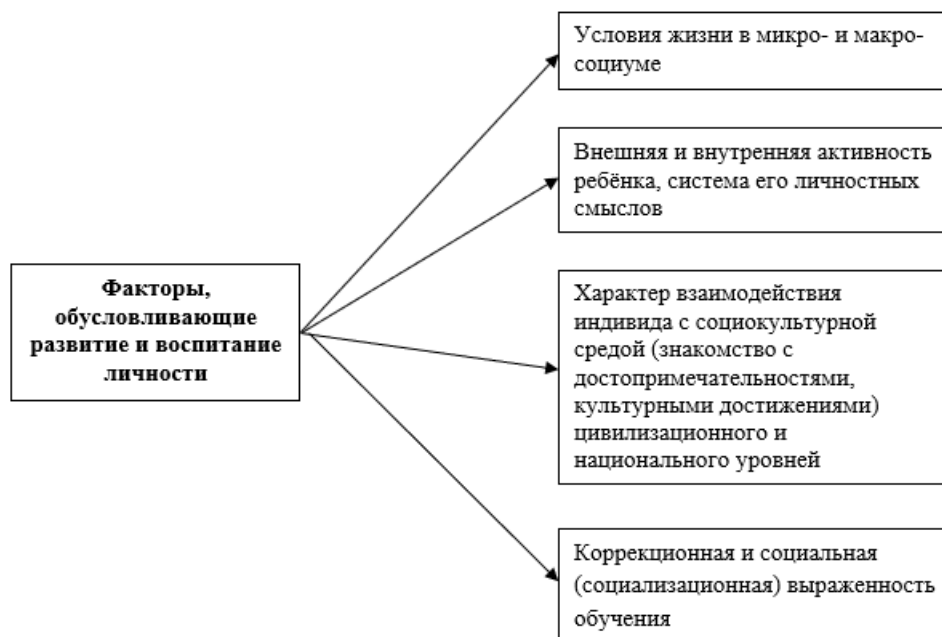 Факторы,
обусловливающие
развитие и воспитание
личности
Условия жизни в микро- и макро-
социуме
Внешняя и внутренняя активность
ребёнка, система его личностных
смыслов
Характер взаимодействия
индивида с социокультурной
средой (знакомство с
достопримечательностями,
культурными достижениями)
цивилизационного и
национального уровней
Коррекционная и социальная
(социализационная) выраженность
обучения